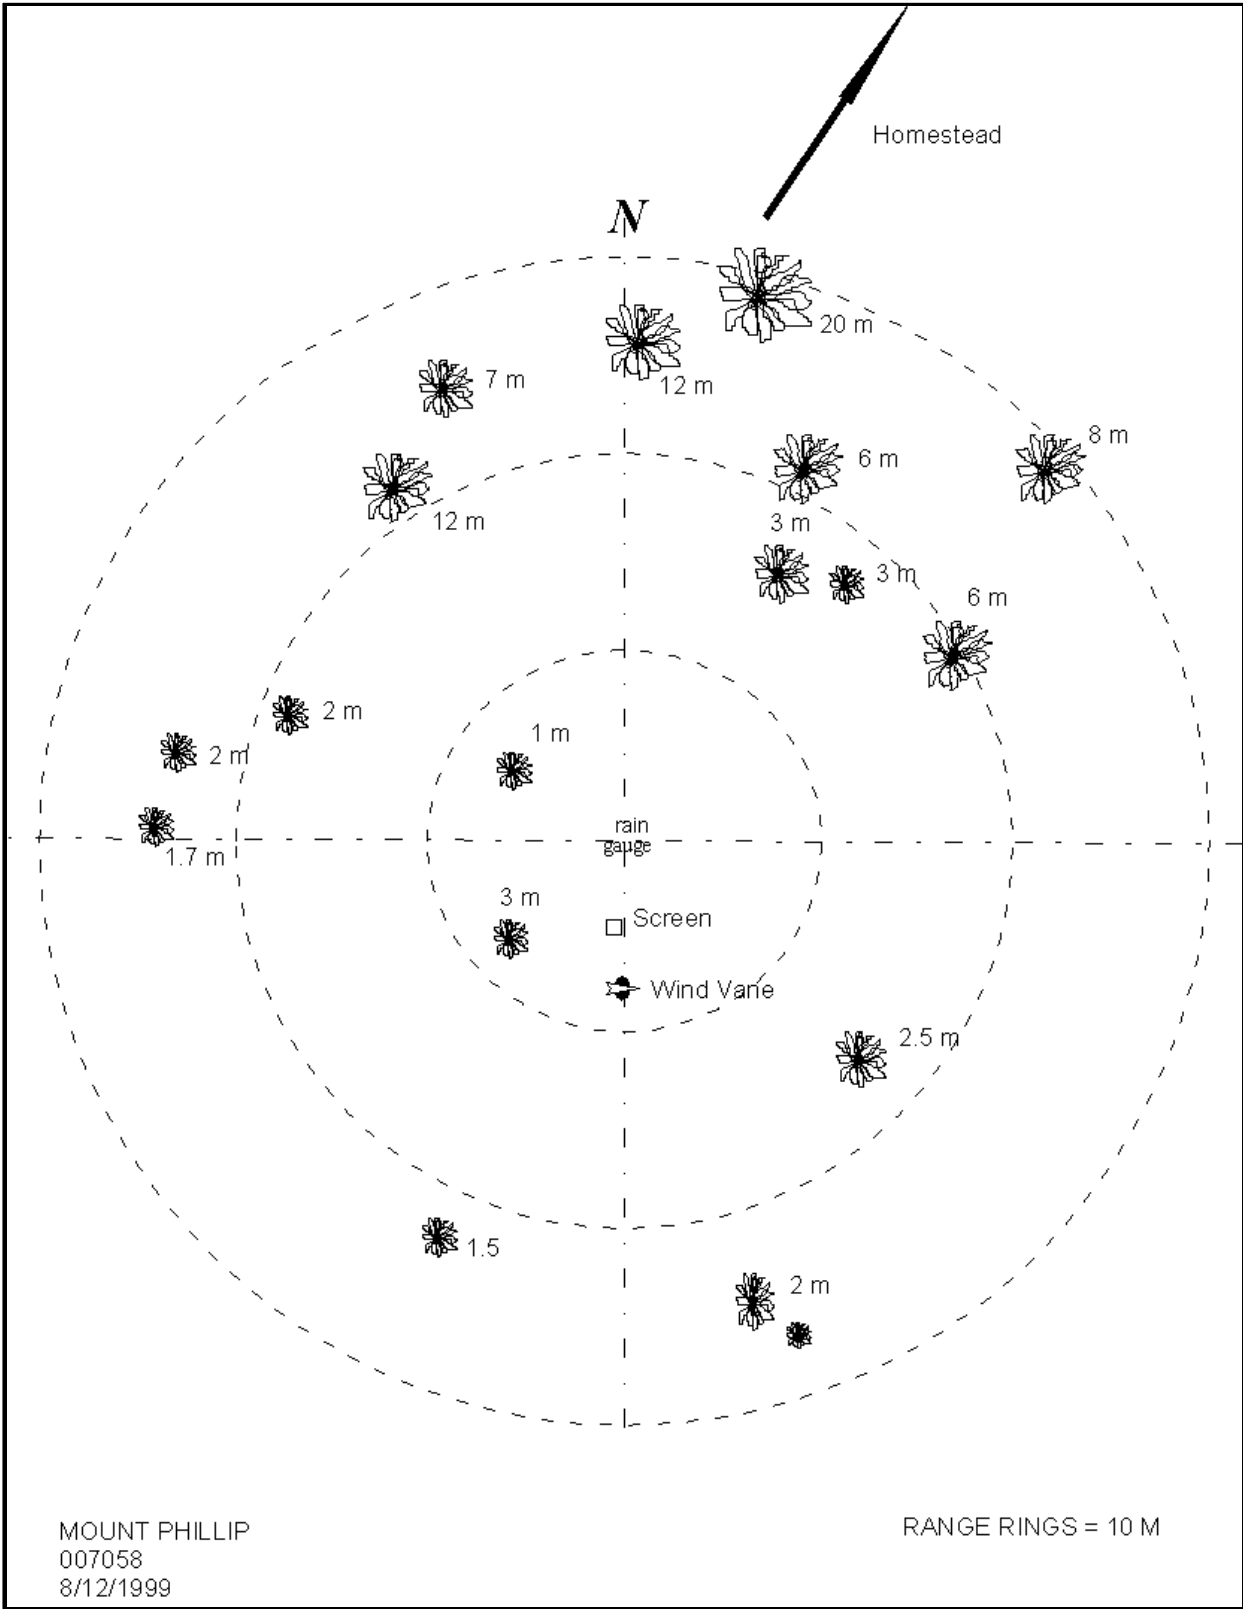 Homestead
N
20 m
12 m
7 m
8 m
6 m
12 m
3 m
3 m
6 m
2 m
1 m
2 m
rain
gauge
1.7 m
3 m
Screen
Wind Vane
2.5 m
1.5
2 m
MOUNT PHILLIP
007058
8/12/1999
RANGE RINGS = 10 M